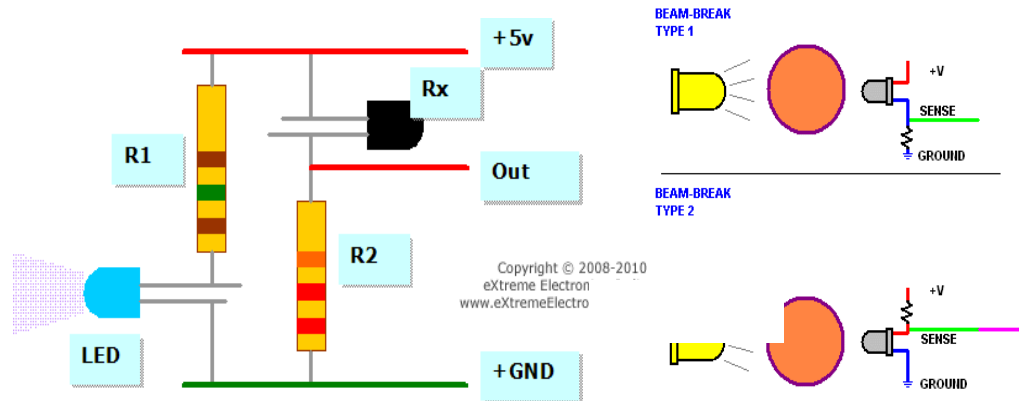 +5v
Rx
R1
Out
R2
Copyright © 2008-2010
eXtreme Electron
www.eXtremeElectro
LED
+GND
BEAM-BREAK
TYPE 1
+V
SENSE
GROUND
BEAM-BREAK
TYPE 2
+V
SENSE
GROUND